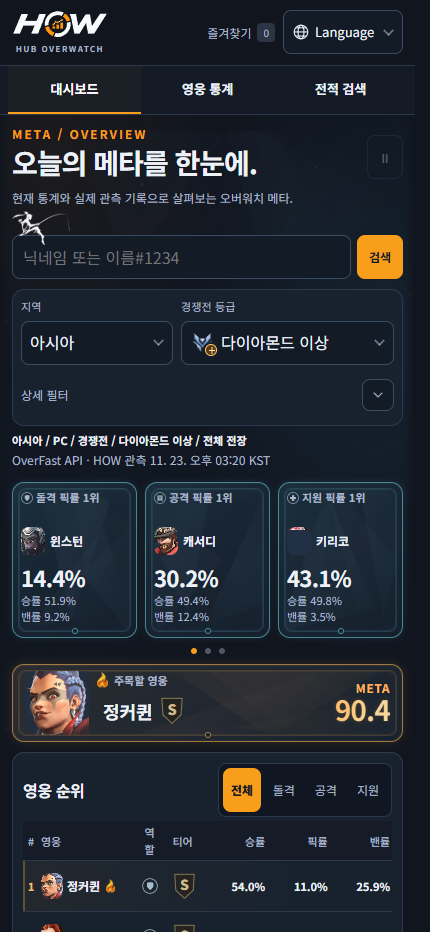 HOW
HUB OVERWATCH
즐겨찾기 0
Language
대시보드 영웅 통계 전적 검색
META / OVERVIEW
오늘의 메타를 한눈에.
현재 통계와 실제 관측 기록으로 살펴보는 오버워치 메타.
닉네임 또는 이름#1234 검색
지역 경쟁전 등급
아시아 다이아몬드 이상
상세 필터
아시아 / PC / 경쟁전 / 다이아몬드 이상 / 전체 전장
OverFast API · HOW 관측 11. 23. 오후 03:20 KST
돌격 픽률 1위 공격 픽률 1위 지원 픽률 1위
윈스턴 캐서디 키리코
14.4% 30.2% 43.1%
승률 51.9% 승률 49.4% 승률 49.8%
밴률 9.2% 밴률 12.4% 밴률 3.5%
주목할 영웅
정커퀸 S
META
90.4
영웅 순위
전체 돌격 공격 지원
# 영웅 역할 티어 승률 픽률 밴률
1 정커퀸 S 54.0% 11.0% 25.9%